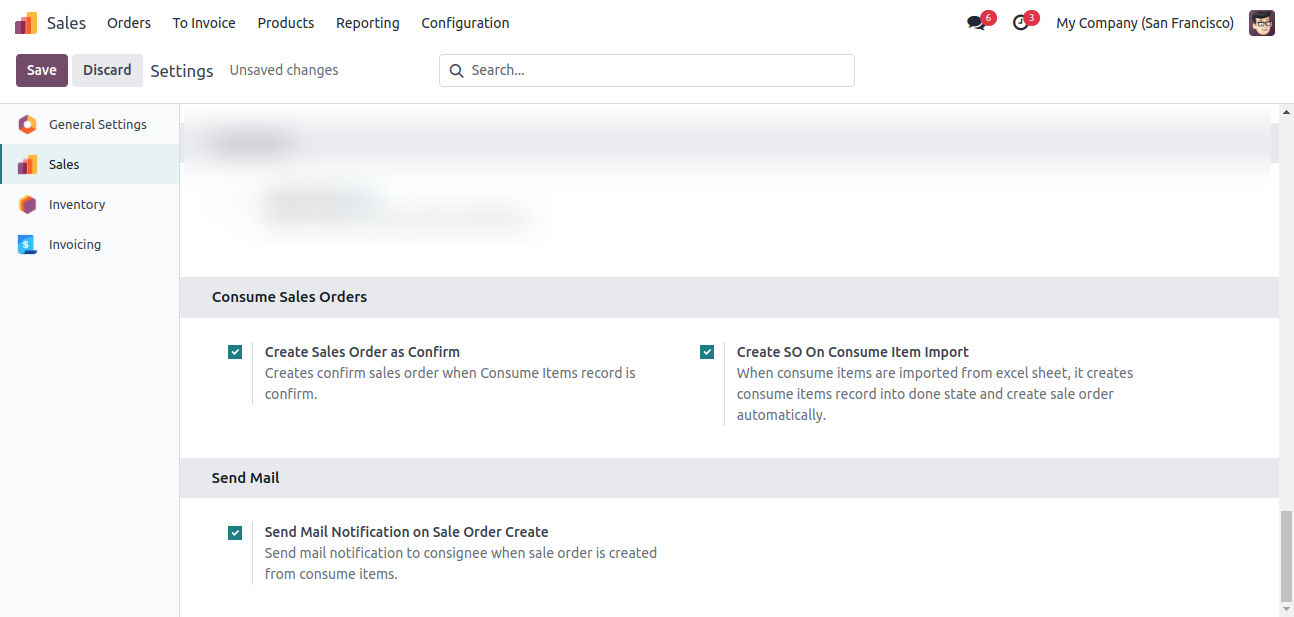 Sales Orders To Invoice Products Reporting Configuration 6 3 My Company (San Francisco)
Save Discard Settings Unsaved changes Search...
General Settings
Sales
Inventory
Invoicing
Consume Sales Orders
Create Sales Order as Confirm
Creates confirm sales order when Consume Items record is
confirm.
Create SO On Consume Item Import
When consume items are imported from excel sheet, it creates
consume items record into done state and create sale order
automatically.
Send Mail
Send Mail Notification on Sale Order Create
Send mail notification to consignee when sale order is created
from consume items.